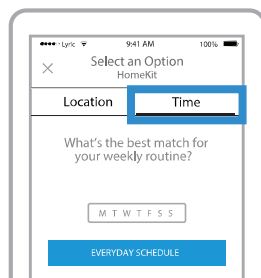 Lyric 9:41 AM 100%
× Select an Option
HomeKit
Location Time
What's the best match for
your weekly routine?
M T W T F S S
EVERYDAY SCHEDULE